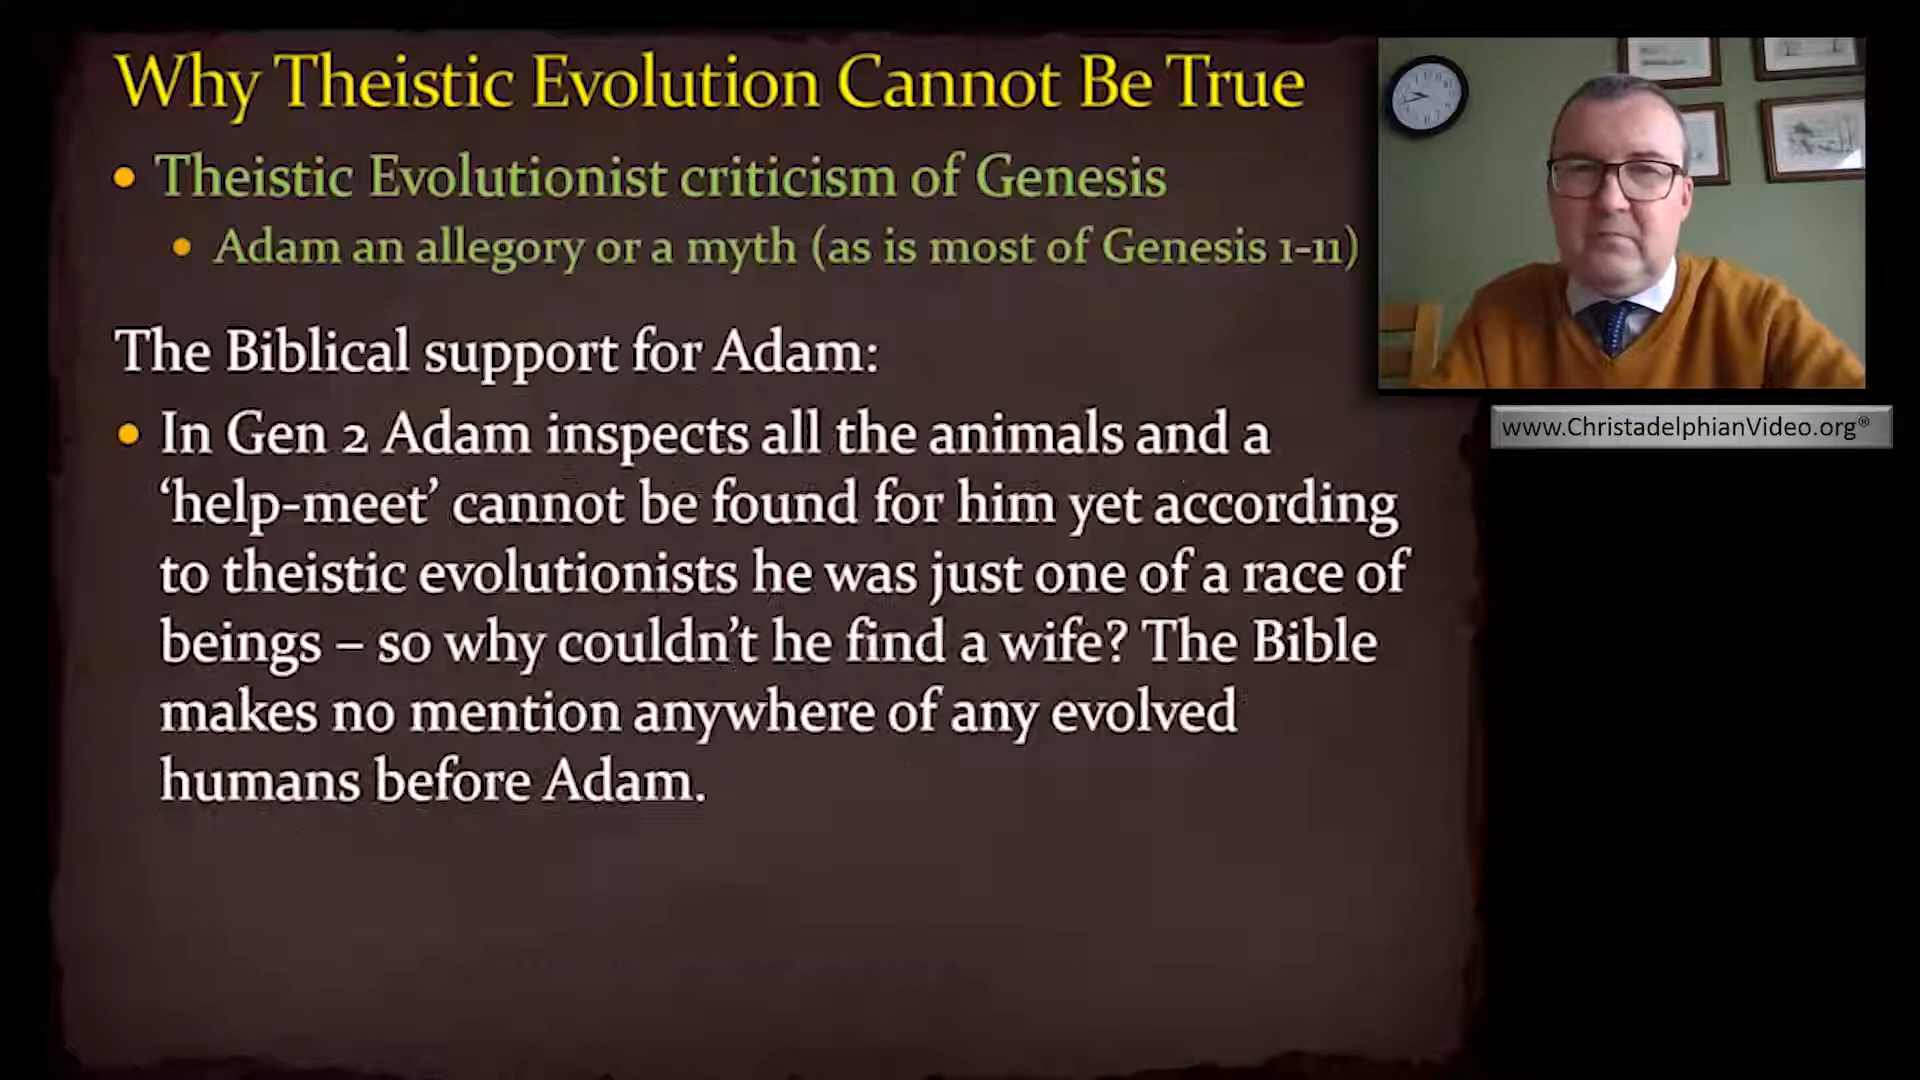 Why Theistic Evolution Cannot Be True
• Theistic Evolutionist criticism of Genesis
• Adam an allegory or a myth (as is most of Genesis 1-11)
The Biblical support for Adam:
• In Gen 2 Adam inspects all the animals and a
‘help-meet’ cannot be found for him yet according
to theistic evolutionists he was just one of a race of
beings – so why couldn’t he find a wife? The Bible
makes no mention anywhere of any evolved
humans before Adam.
www.ChristadelphianVideo.org®